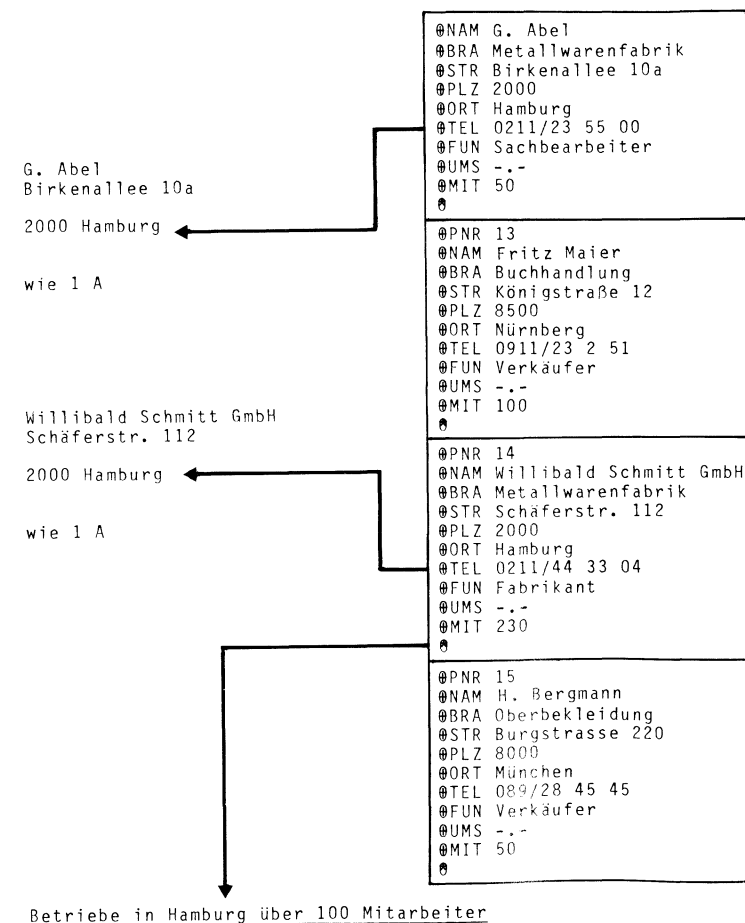 G. Abel
Birkenallee 10a
2000 Hamburg
wie 1 A
Willibald Schmitt GmbH
Schäferstr. 112
2000 Hamburg
wie 1 A
⊕NAM G. Abel
⊕BRA Metallwarenfabrik
⊕STR Birkenallee 10a
⊕PLZ 2000
⊕ORT Hamburg
⊕TEL 0211/23 55 00
⊕FUN Sachbearbeiter
⊕UMS -.-
⊕MIT 50
⊕PNR 13
⊕NAM Fritz Maier
⊕BRA Buchhandlung
⊕STR Königstraße 12
⊕PLZ 8500
⊕ORT Nürnberg
⊕TEL 0911/23 2 51
⊕FUN Verkäufer
⊕UMS -.-
⊕MIT 100
⊕PNR 14
⊕NAM Willibald Schmitt GmbH
⊕BRA Metallwarenfabrik
⊕STR Schäferstr. 112
⊕PLZ 2000
⊕ORT Hamburg
⊕TEL 0211/44 33 04
⊕FUN Fabrikant
⊕UMS -.-
⊕MIT 230
⊕PNR 15
⊕NAM H. Bergmann
⊕BRA Oberbekleidung
⊕STR Burgstrasse 220
⊕PLZ 8000
⊕ORT München
⊕TEL 089/28 45 45
⊕FUN Verkäufer
⊕UMS -.-
⊕MIT 50
Betriebe in Hamburg über 100 Mitarbeiter